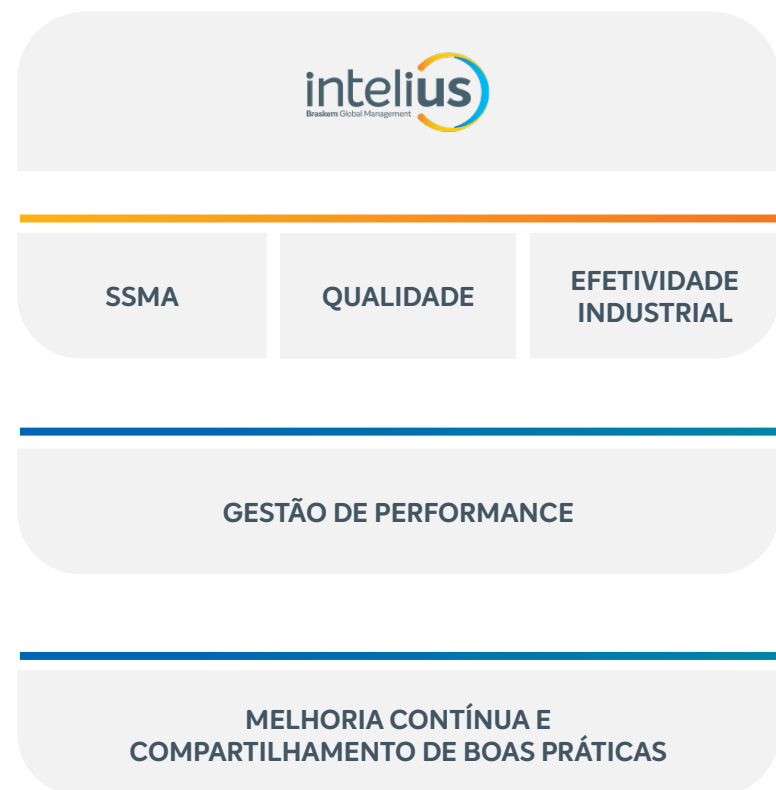 intelius
Braskem Global Management
SSMA
QUALIDADE
EFETIVIDADE
INDUSTRIAL
GESTÃO DE PERFORMANCE
MELHORIA CONTÍNUA E
COMPARTILHAMENTO DE BOAS PRÁTICAS